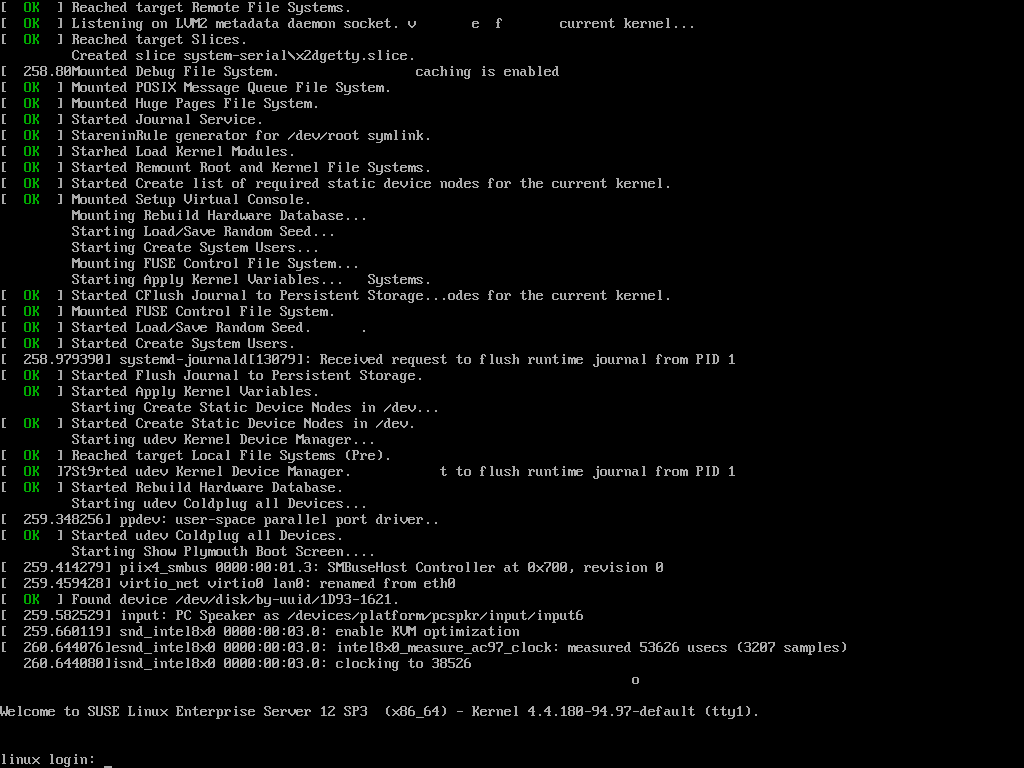 [  OK  ] Reached target Remote File Systems.
[  OK  ] Listening on LVM2 metadata daemon socket. v       e  f       current kernel...
[  OK  ] Reached target Slices.
         Created slice system-serial\x2dgetty.slice.
[  258.80Mounted Debug File System.                 caching is enabled
[  OK  ] Mounted POSIX Message Queue File System.
[  OK  ] Mounted Huge Pages File System.
[  OK  ] Started Journal Service.
[  OK  ] StareninRule generator for /dev/root symlink.
[  OK  ] Starhed Load Kernel Modules.
[  OK  ] Started Remount Root and Kernel File Systems.
[  OK  ] Started Create list of required static device nodes for the current kernel.
[  OK  ] Mounted Setup Virtual Console.
         Mounting Rebuild Hardware Database...
         Starting Load/Save Random Seed...
         Starting Create System Users...
         Mounting FUSE Control File System...
         Starting Apply Kernel Variables...   Systems.
[  OK  ] Started CFlush Journal to Persistent Storage...odes for the current kernel.
[  OK  ] Mounted FUSE Control File System.
[  OK  ] Started Load/Save Random Seed.      .
[  OK  ] Started Create System Users.
[  258.979390] systemd-journald[13079]: Received request to flush runtime journal from PID 1
[  OK  ] Started Flush Journal to Persistent Storage.
   OK  ] Started Apply Kernel Variables.
         Starting Create Static Device Nodes in /dev...
[  OK  ] Started Create Static Device Nodes in /dev.
         Starting udev Kernel Device Manager...
[  OK  ] Reached target Local File Systems (Pre).
[  OK  ]7St9rted udev Kernel Device Manager.           t to flush runtime journal from PID 1
[  OK  ] Started Rebuild Hardware Database.
         Starting udev Coldplug all Devices...
[  259.348256] ppdev: user-space parallel port driver..
[  OK  ] Started udev Coldplug all Devices.
         Starting Show Plymouth Boot Screen....
[  259.414279] piix4_smbus 0000:00:01.3: SMBuseHost Controller at 0x700, revision 0
[  259.459428] virtio_net virtio0 lan0: renamed from eth0
[  OK  ] Found device /dev/disk/by-uuid/1D93-1621.
[  259.582529] input: PC Speaker as /devices/platform/pcspkr/input/input6
[  259.660119] snd_intel8x0 0000:00:03.0: enable KVM optimization
[  260.644076]esnd_intel8x0 0000:00:03.0: intel8x0_measure_ac97_clock: measured 53626 usecs (3207 samples)
   260.644080]isnd_intel8x0 0000:00:03.0: clocking to 38526
                                                                               o
Welcome to SUSE Linux Enterprise Server 12 SP3  (x86_64) - Kernel 4.4.180-94.97-default (tty1).
linux login: _